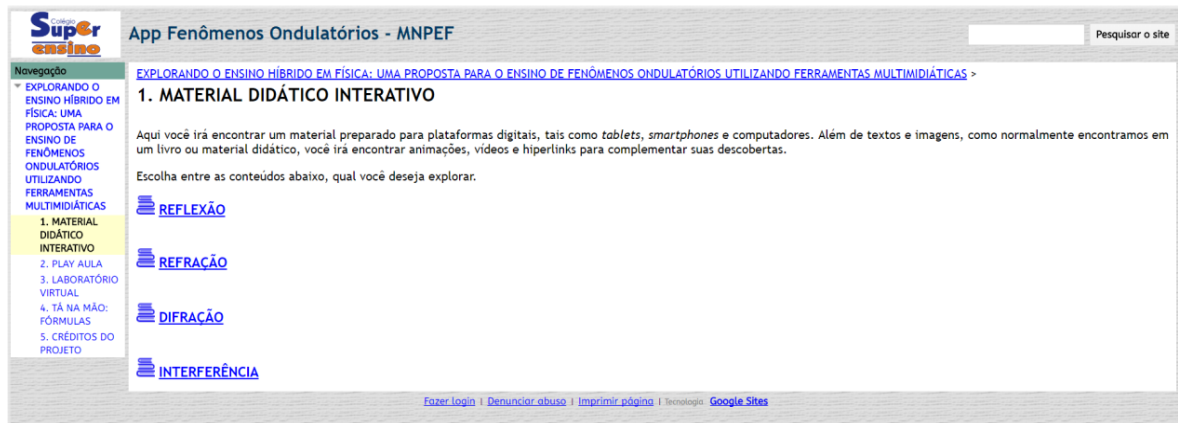 Colégio
Super
ensino
App Fenômenos Ondulatórios - MNPEF
Pesquisar o site
Navegação
EXPLORANDO O
ENSINO HÍBRIDO EM
FÍSICA: UMA
PROPOSTA PARA O
ENSINO DE
FENÔMENOS
ONDULATÓRIOS
UTILIZANDO
FERRAMENTAS
MULTIMIDIÁTICAS
1. MATERIAL
DIDÁTICO
INTERATIVO
2. PLAY AULA
3. LABORATÓRIO
VIRTUAL
4. TÁ NA MÃO:
FÓRMULAS
5. CRÉDITOS DO
PROJETO
EXPLORANDO O ENSINO HÍBRIDO EM FÍSICA: UMA PROPOSTA PARA O ENSINO DE FENÔMENOS ONDULATÓRIOS UTILIZANDO FERRAMENTAS MULTIMIDIÁTICAS >
1. MATERIAL DIDÁTICO INTERATIVO
Aqui você irá encontrar um material preparado para plataformas digitais, tais como tablets, smartphones e computadores. Além de textos e imagens, como normalmente encontramos em
um livro ou material didático, você irá encontrar animações, vídeos e hiperlinks para complementar suas descobertas.
Escolha entre as conteúdos abaixo, qual você deseja explorar.
REFLEXÃO
REFRAÇÃO
DIFRAÇÃO
INTERFERÊNCIA
Fazer login | Denunciar abuso | Imprimir página | Tecnologia Google Sites